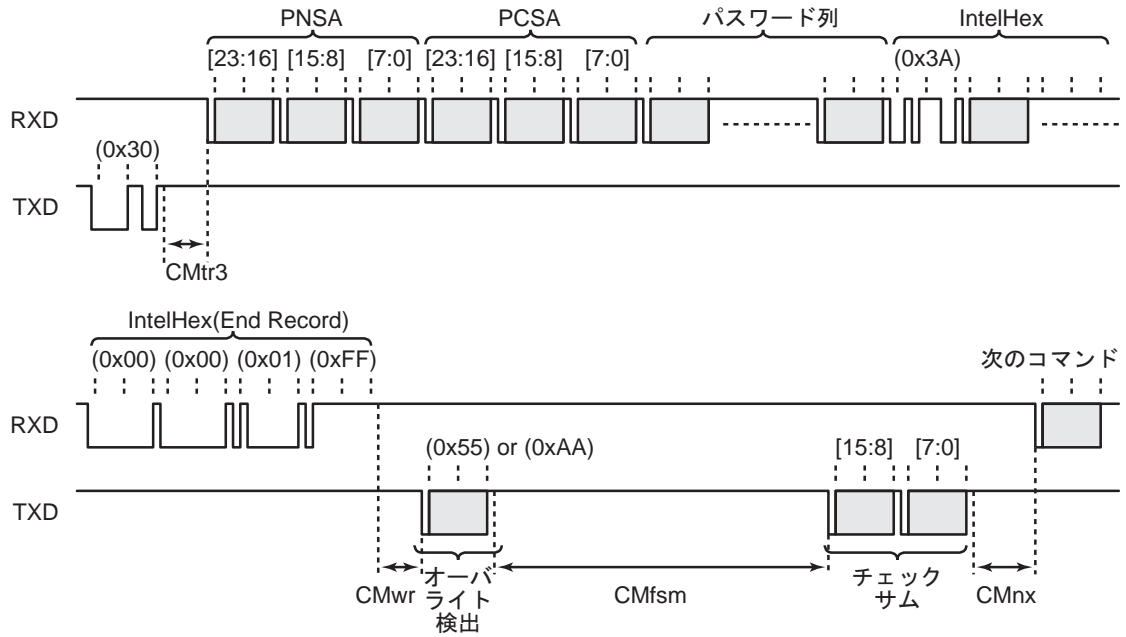 PNSA PCSA パスワード列 IntelHex
[23:16] [15:8] [7:0] [23:16] [15:8] [7:0] (0x3A)
RXD
(0x30)
TXD
CMtr3
IntelHex(End Record)
(0x00) (0x00) (0x01) (0xFF) 次のコマンド
RXD
(0x55) or (0xAA) [15:8] [7:0]
TXD
CMwr オーバ CMfsm チェック CMnx
ライト サム
検出